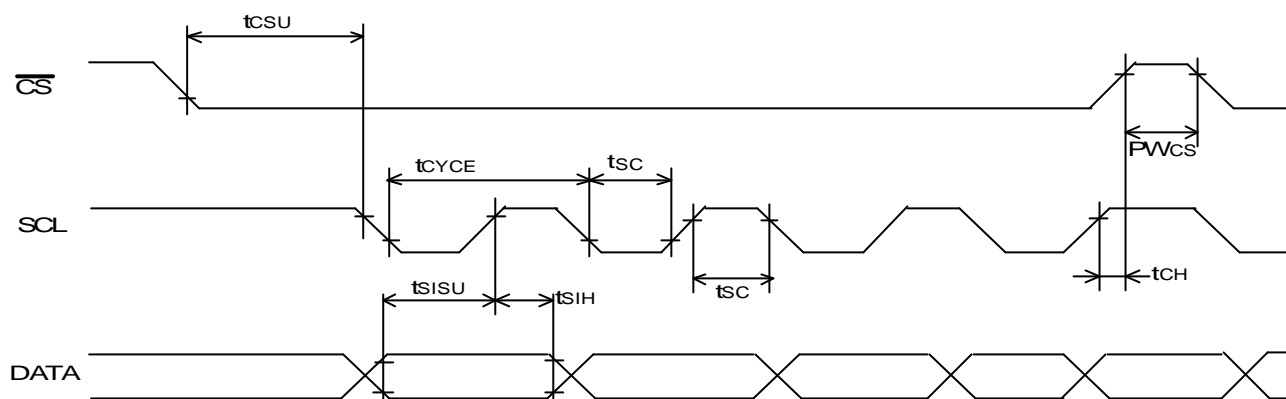 tCSU
CS
PWCS
tCYCE
tSC
SCL
tCH
tSISU
tSIH
tSC
DATA